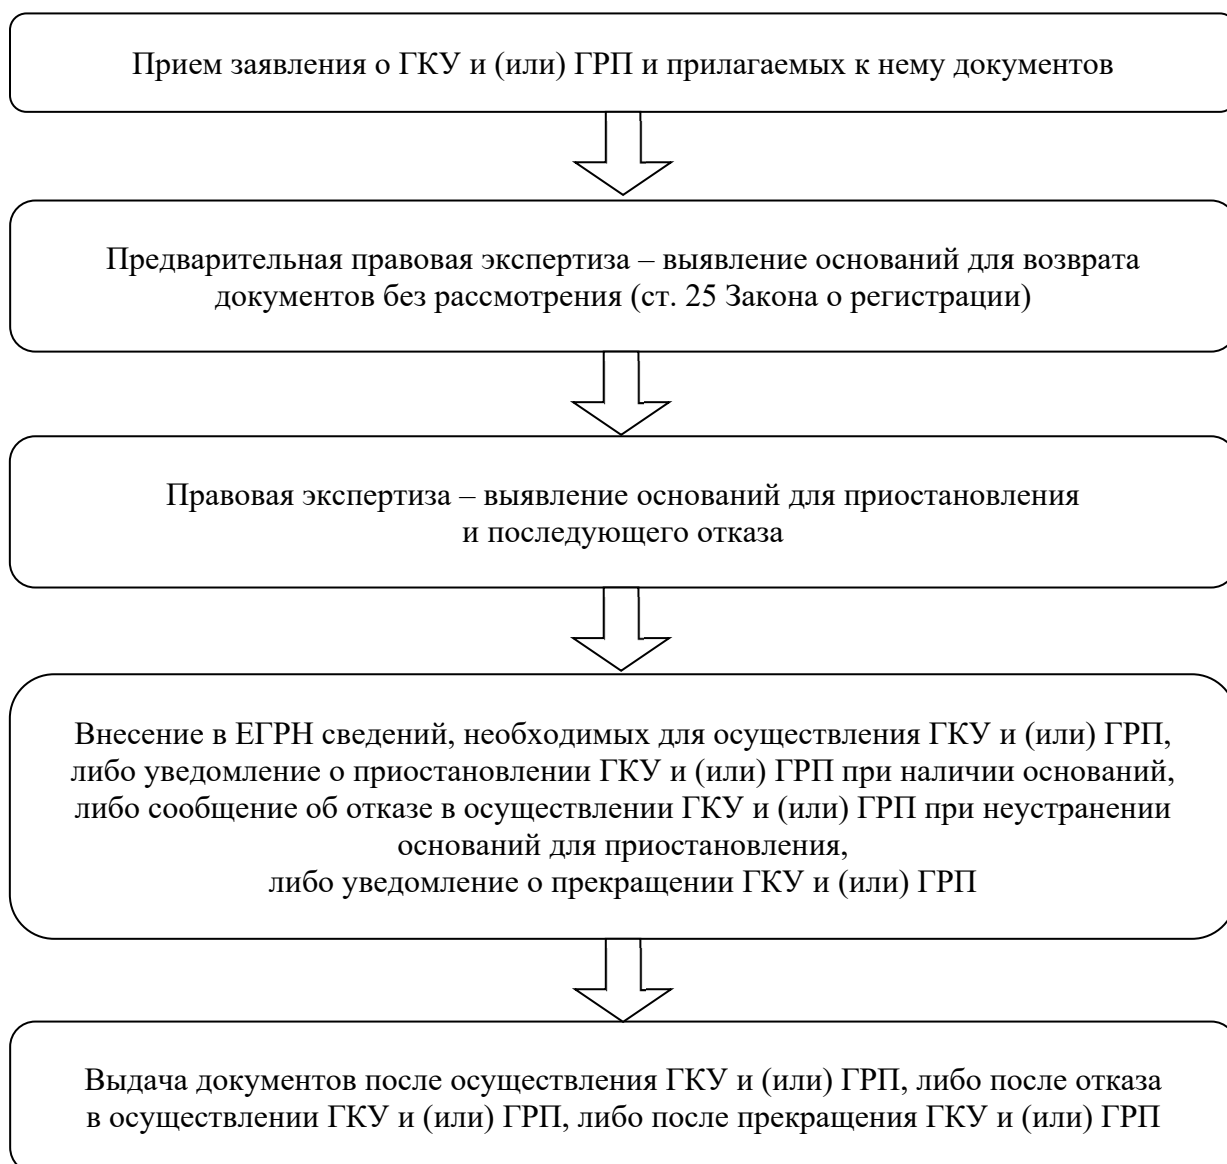 Прием заявления о ГКУ и (или) ГРП и прилагаемых к нему документов
Предварительная правовая экспертиза – выявление оснований для возврата
документов без рассмотрения (ст. 25 Закона о регистрации)
Правовая экспертиза – выявление оснований для приостановления
и последующего отказа
Внесение в ЕГРН сведений, необходимых для осуществления ГКУ и (или) ГРП,
либо уведомление о приостановлении ГКУ и (или) ГРП при наличии оснований,
либо сообщение об отказе в осуществлении ГКУ и (или) ГРП при неустранении
оснований для приостановления,
либо уведомление о прекращении ГКУ и (или) ГРП
Выдача документов после осуществления ГКУ и (или) ГРП, либо после отказа
в осуществлении ГКУ и (или) ГРП, либо после прекращения ГКУ и (или) ГРП